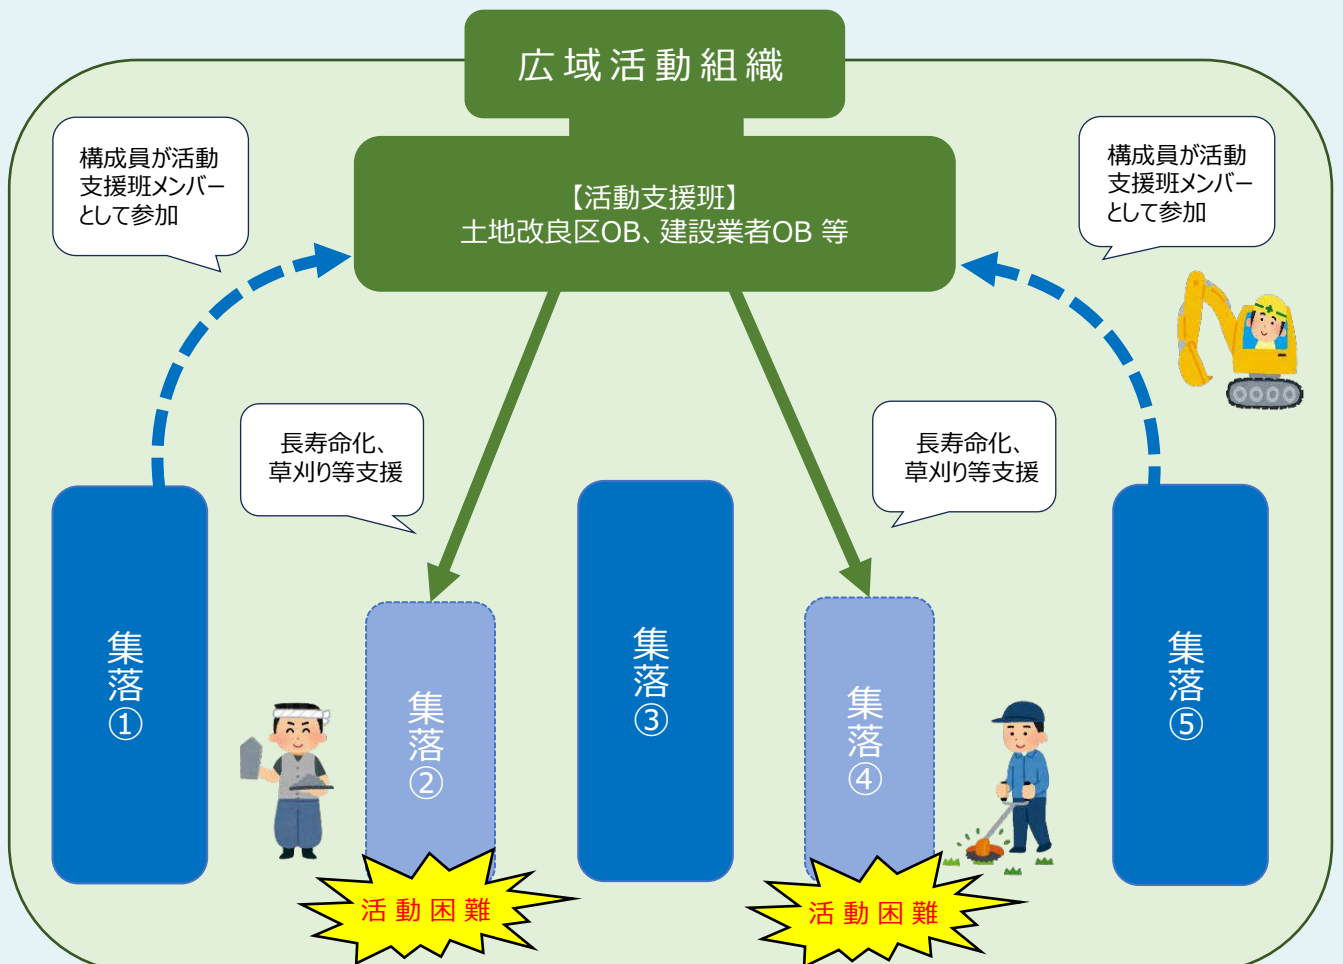 広域活動組織
【活動支援班】
土地改良区OB、建設業者OB 等
構成員が活動
支援班メンバー
として参加
構成員が活動
支援班メンバー
として参加
長寿命化、
草刈り等支援
長寿命化、
草刈り等支援
集落①
集落②
集落③
集落④
集落⑤
活動困難
活動困難